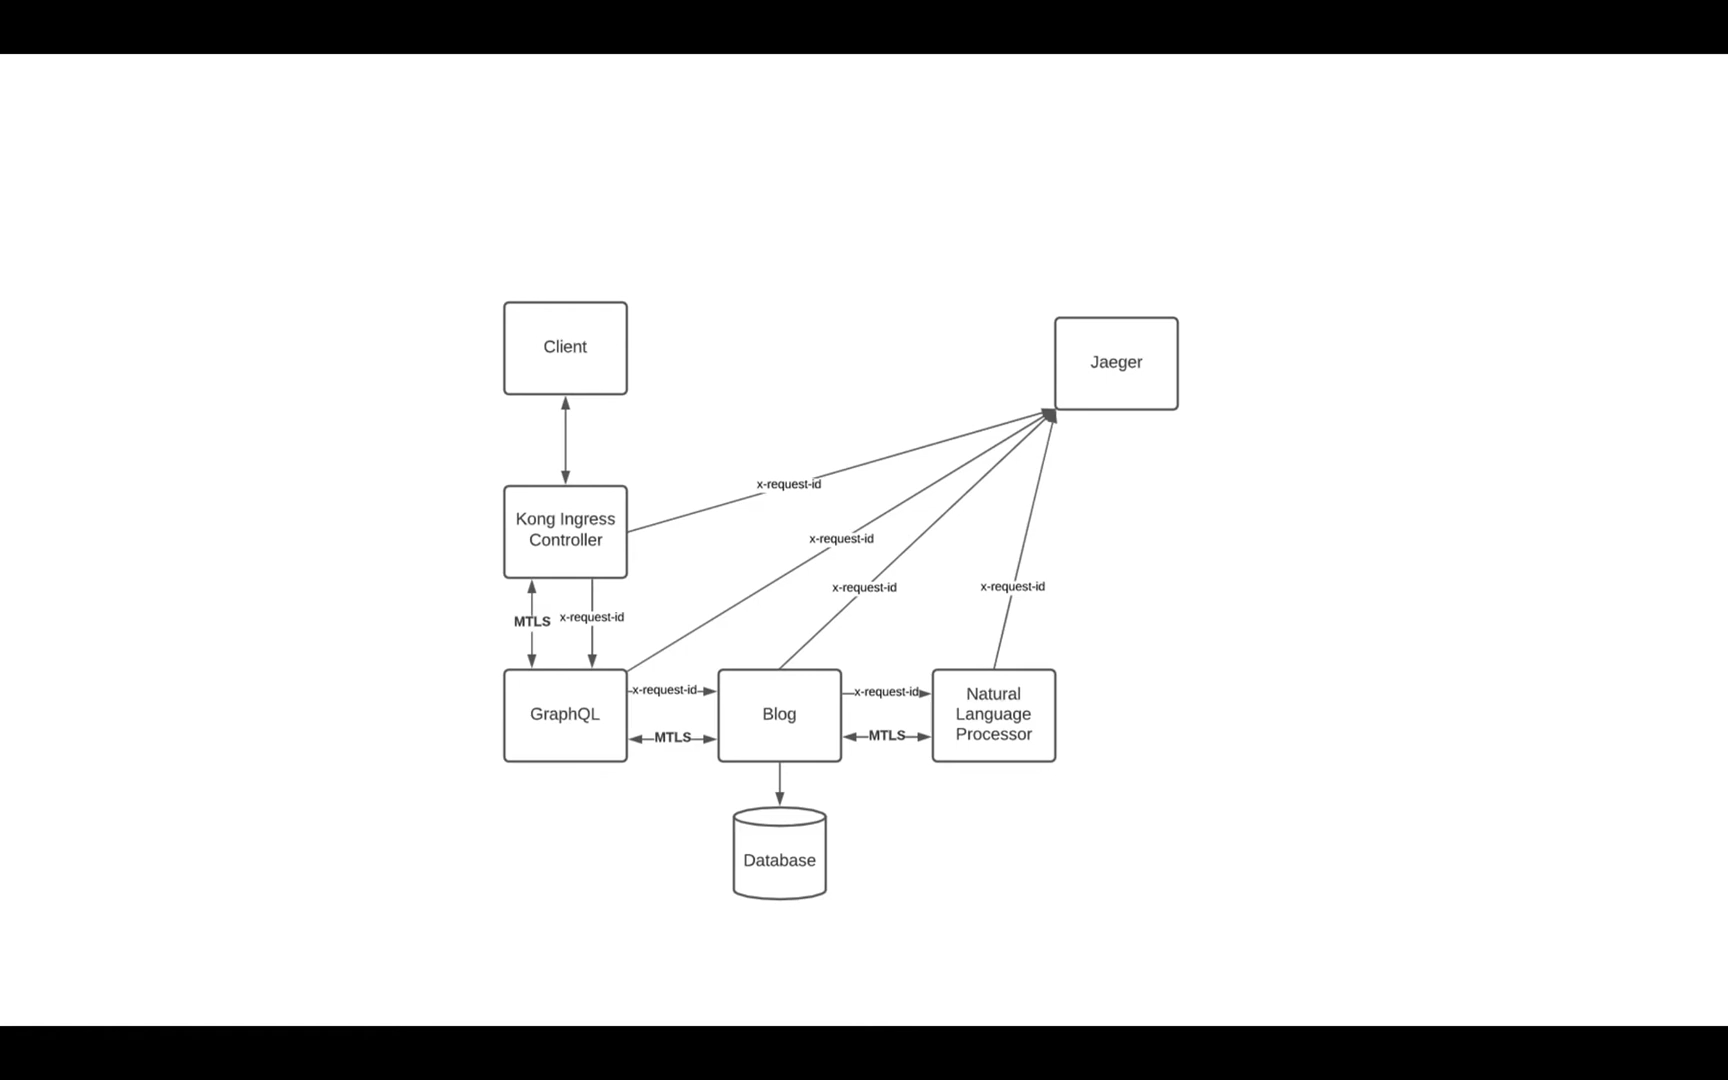 Client
Jaeger
x-request-id
Kong Ingress
Controller
x-request-id
x-request-id
x-request-id
MTLS
x-request-id
x-request-id
x-request-id
GraphQL
Blog
Natural
Language
Processor
MTLS
MTLS
Database